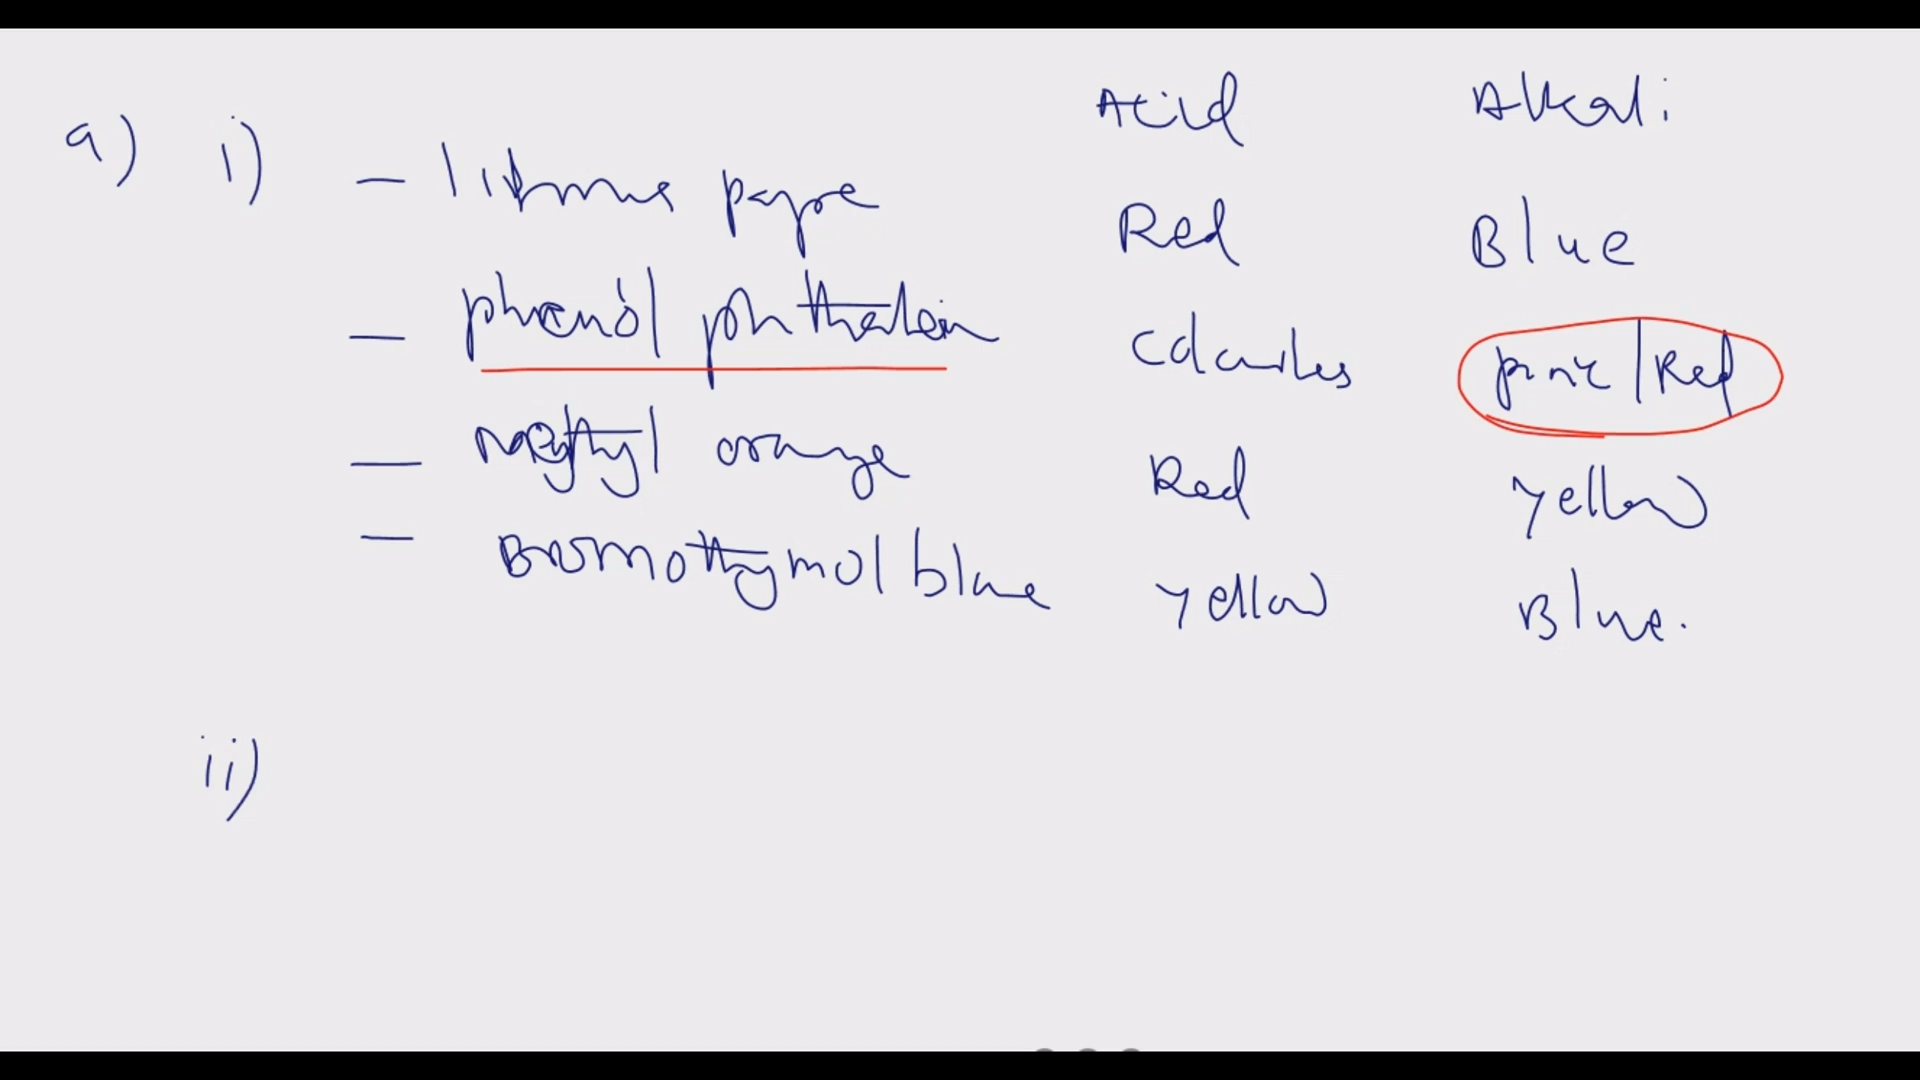 Acid Alkali
a) i) – litmus paper Red Blue
– phenol phthalein Colourless pink/Red
– Methyl orange Red yellow
– Bromothymol blue yellow Blue.
ii)